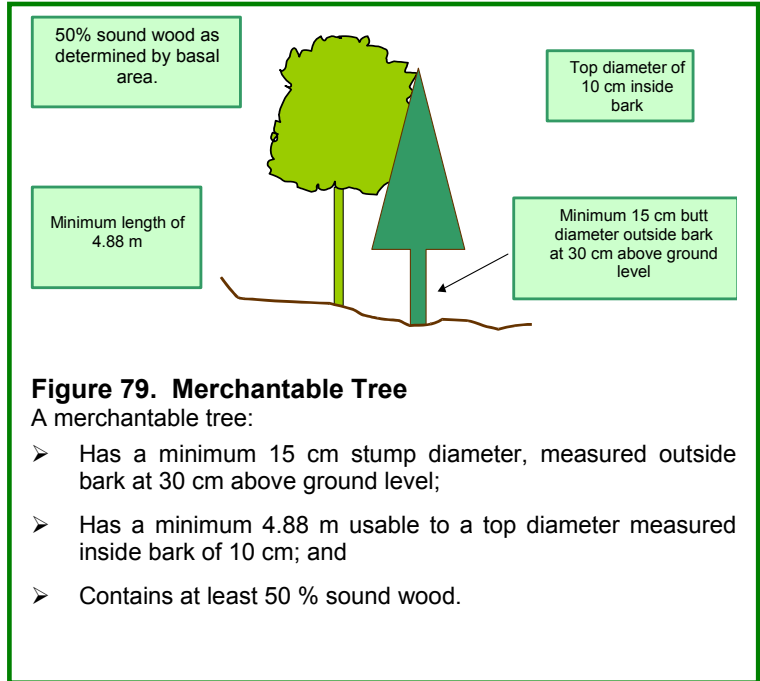 50% sound wood as
determined by basal
area.
Top diameter of
10 cm inside
bark
Minimum length of
4.88 m
Minimum 15 cm butt
diameter outside bark
at 30 cm above ground
level
Figure 79. Merchantable Tree
A merchantable tree:
➢ Has a minimum 15 cm stump diameter, measured outside
bark at 30 cm above ground level;
➢ Has a minimum 4.88 m usable to a top diameter measured
inside bark of 10 cm; and
➢ Contains at least 50 % sound wood.